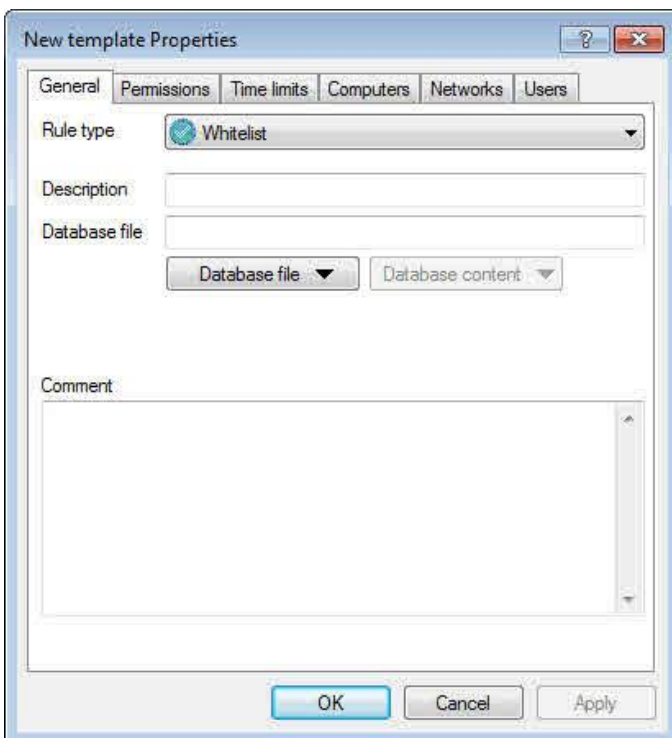 New template Properties
General Permissions Time limits Computers Networks Users
Rule type Whitelist
Description
Database file
Database file Database content
Comment
OK Cancel Apply